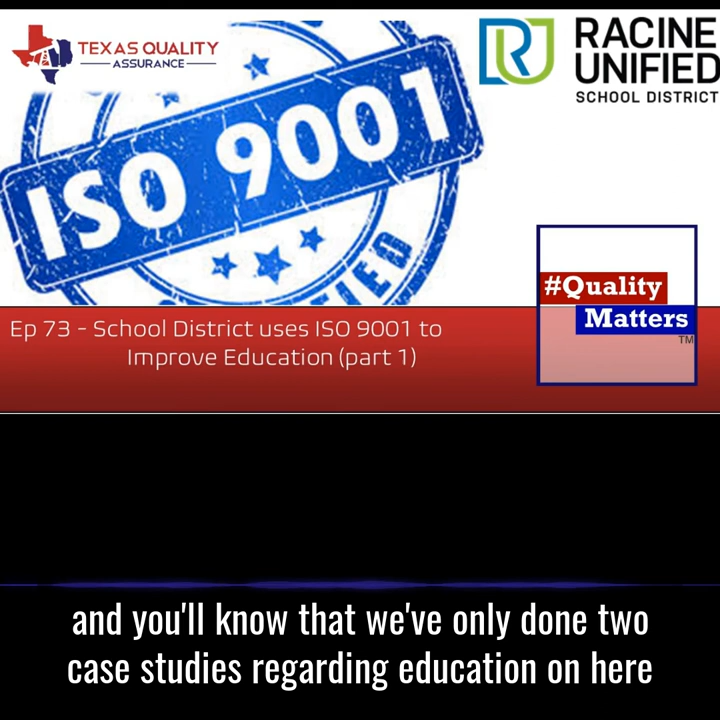 TEXAS QUALITY
ASSURANCE
RACINE
UNIFIED
SCHOOL DISTRICT
ISO 9001
#Quality
Matters
TM
Ep 73 - School District uses ISO 9001 to
Improve Education (part 1)
and you'll know that we've only done two
case studies regarding education on here